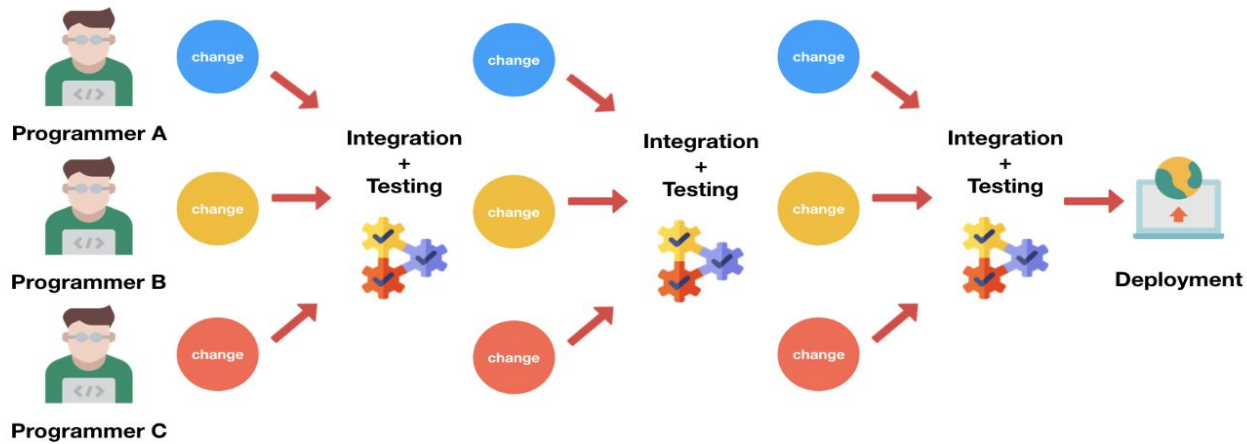 change
change
change
Programmer A
Integration
+
Testing
Integration
+
Testing
Integration
+
Testing
change
change
change
Programmer B
Deployment
change
change
change
Programmer C